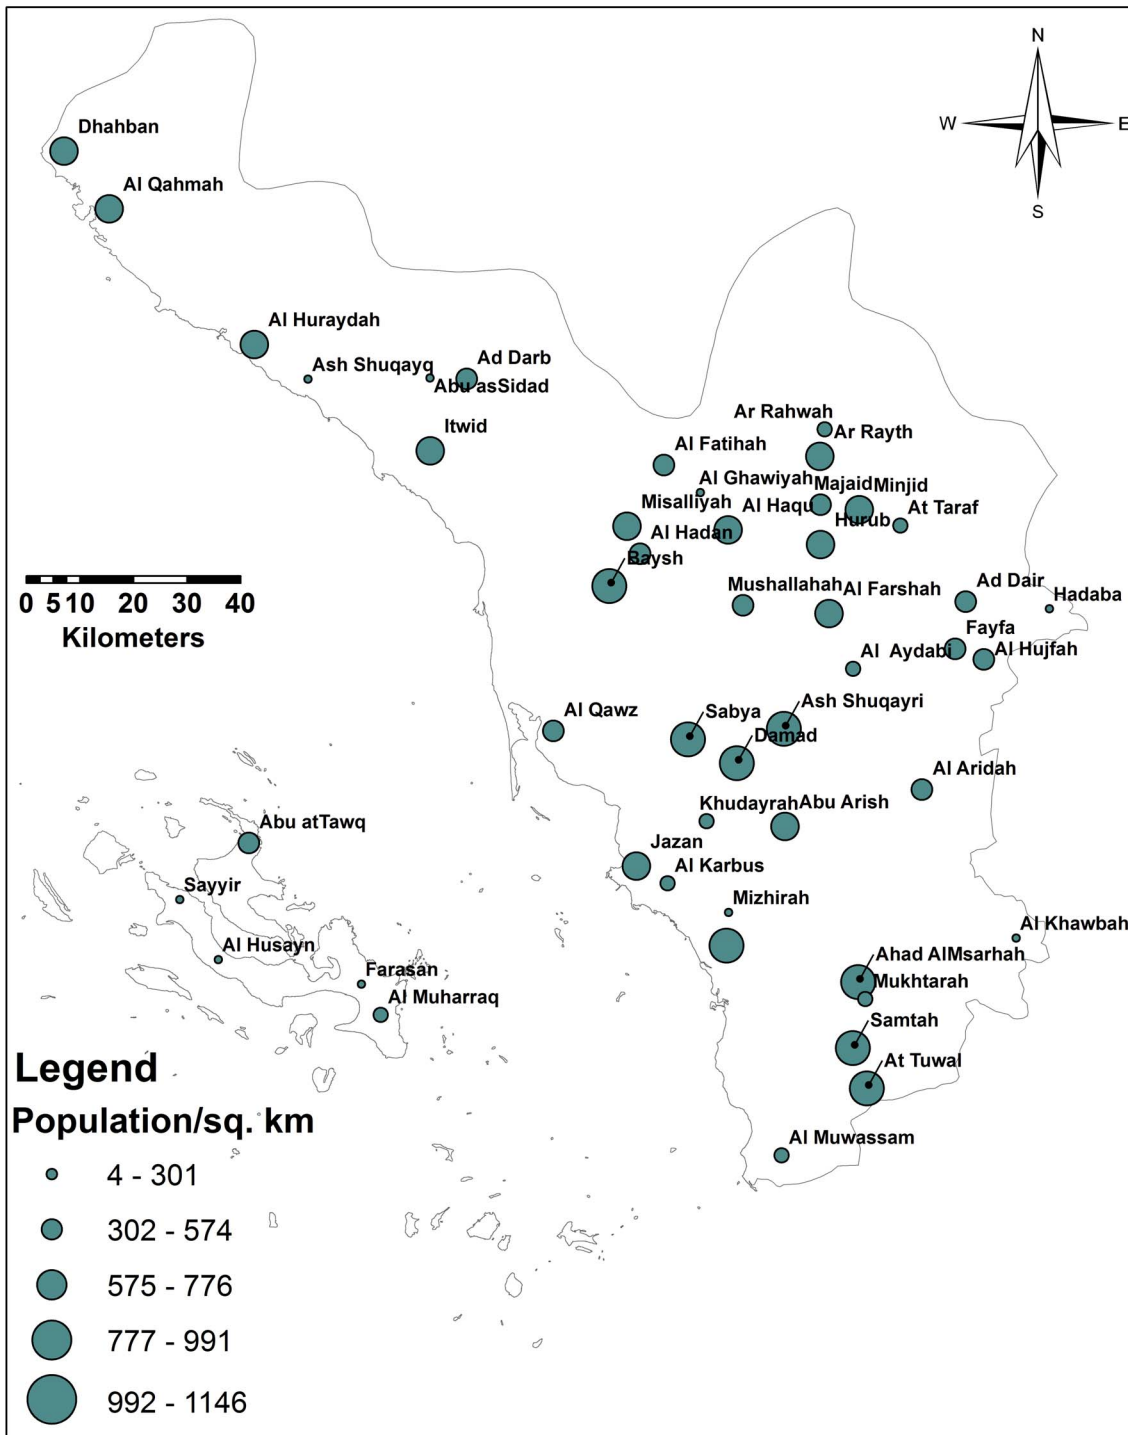 N
W
E
S
Dhahban
Al Qahmah
Al Huraydah
Ash Shuqayq
Ad Darb
Abu asSidad
Itwid
Ar Rahwah
Ar Rayth
Al Fatihah
Al Ghawiyah
Majaid
Minjid
Misalliyah
Al Haqu
At Taraf
Hurub
Al Hadan
Baysh
Mushallahah
Al Farshah
Ad Dair
Hadaba
Fayfa
Al Hujfah
Al  Aydabi
0 5 10 20 30 40
Kilometers
Al Qawz
Sabya
Ash Shuqayri
Damad
Al Aridah
Khudayrah
Abu Arish
Abu atTawq
Jazan
Al Karbus
Sayyir
Mizhirah
Al Khawbah
Al Husayn
Ahad AlMsarhah
Farasan
Mukhtarah
Al Muharraq
Samtah
At Tuwal
Al Muwassam
Legend
Population/sq. km
4 - 301
302 - 574
575 - 776
777 - 991
992 - 1146